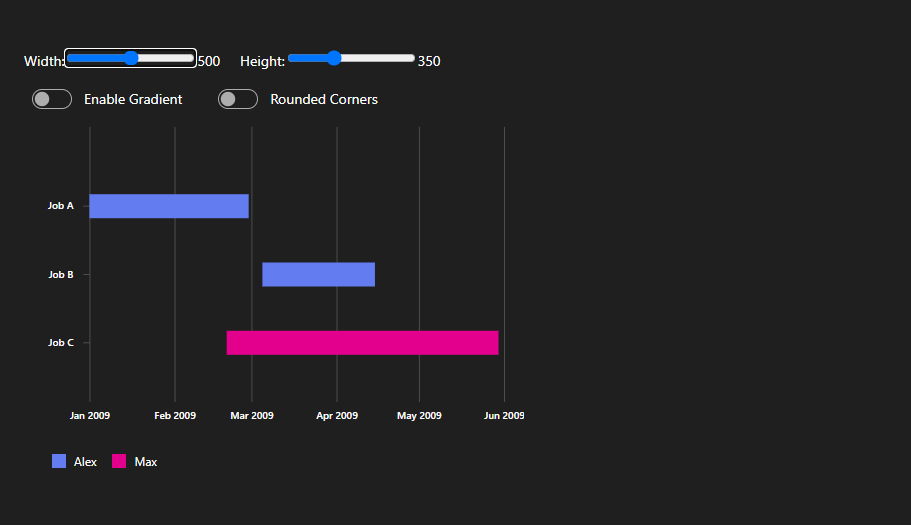 Width: 500 Height: 350
Enable Gradient Rounded Corners
Job A
Job B
Job C
Jan 2009 Feb 2009 Mar 2009 Apr 2009 May 2009 Jun 2009
Alex Max